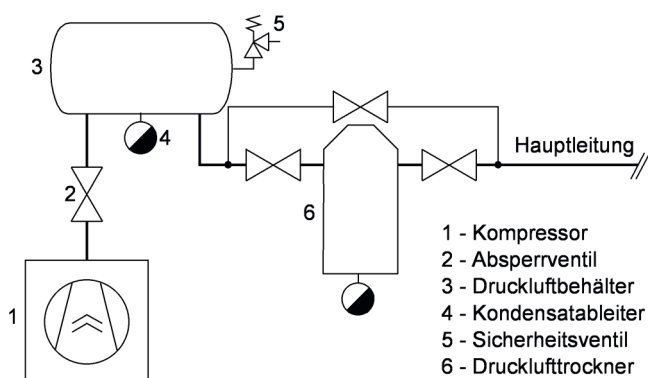 5
3
4
Hauptleitung
2
6
1
1 - Kompressor
2 - Absperrventil
3 - Druckluftbehälter
4 - Kondensatableiter
5 - Sicherheitsventil
6 - Drucklufttrockner